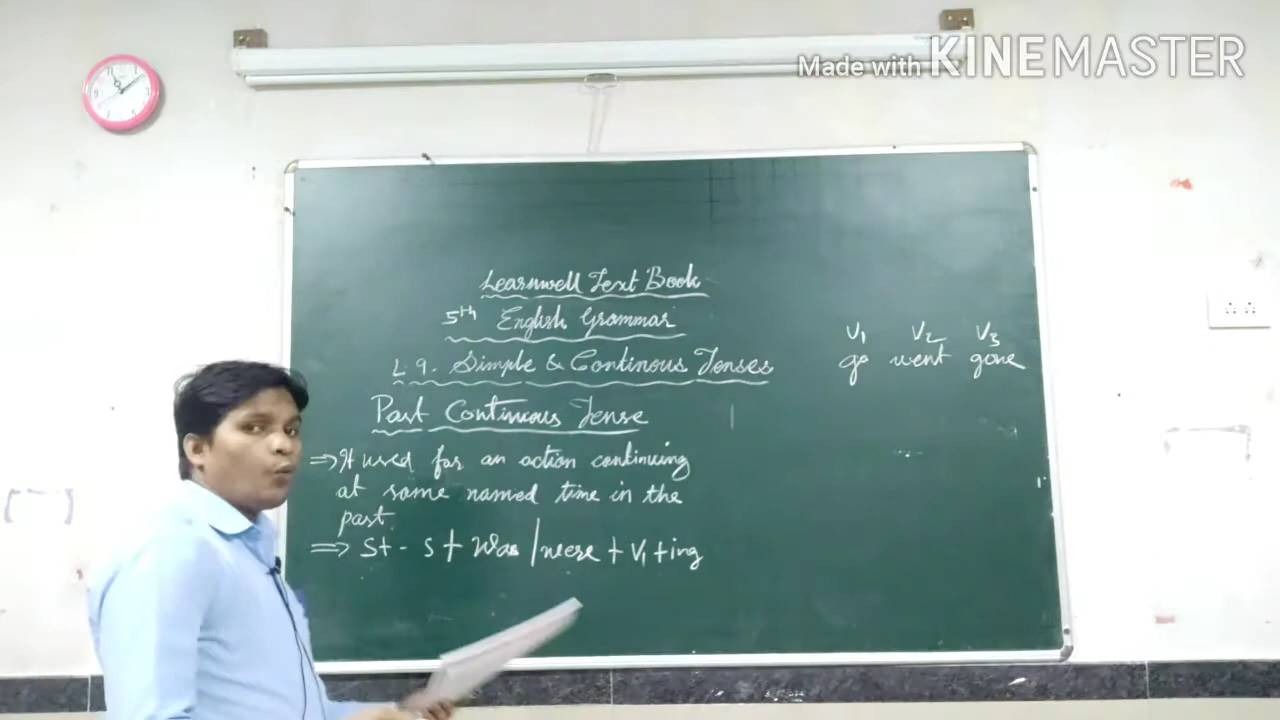 Made with KINEMASTER
Learnwell Text Book
5th English Grammar
L 9. Simple & Continous Tenses
V1 V2 V3
go went gone
Past Continuous Tense
⇒ It used for an action continuing
at some named time in the
past.
⇒ St - S + Was / were + V1 + ing